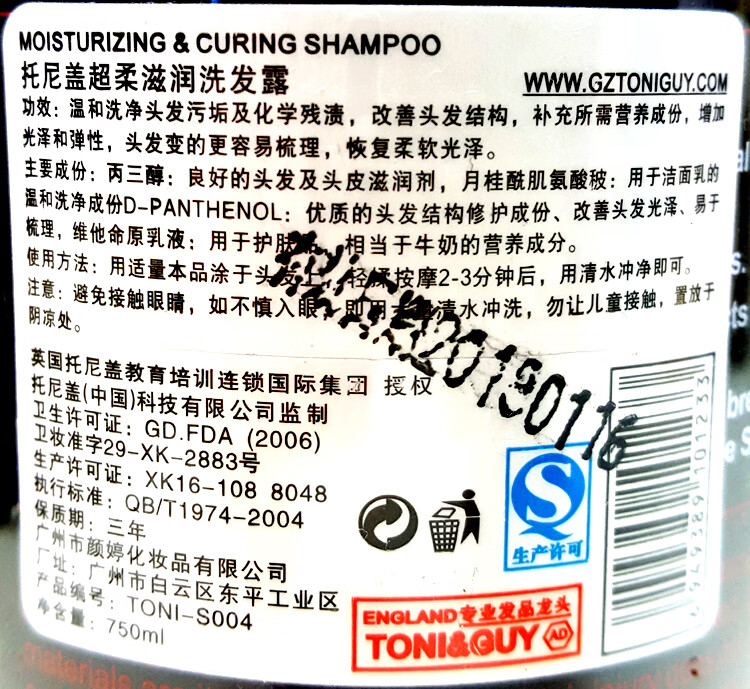 MOISTURIZING & CURING SHAMPOO
托尼盖超柔滋润洗发露
WWW.GZTONIGUY.COM
功效：温和洗净头发污垢及化学残渍，改善头发结构，补充所需营养成份，增加
光泽和弹性，头发变的更容易梳理，恢复柔软光泽。
主要成份：丙三醇：良好的头发及头皮滋润剂，月桂酰肌氨酸秛：用于洁面乳的
温和洗净成份D-PANTHENOL：优质的头发结构修护成份、改善头发光泽、易于
梳理，维他命原乳液：用于护肤 ，相当于牛奶的营养成分。
使用方法：用适量本品涂于头发上，轻揉按摩2-3分钟后，用清水冲净即可。
注意：避免接触眼睛，如不慎入眼，即用 清水冲洗，勿让儿童接触，置放于
阴凉处。
20190116
英国托尼盖教育培训连锁国际集团 授权
托尼盖(中国)科技有限公司监制
卫生许可证：GD.FDA (2006)
卫妆准字29-XK-2883号
生产许可证：XK16-108 8048
执行标准：QB/T1974-2004
保质期：三年
广州市颜婷化妆品有限公司
厂址：广州市白云区东平工业区
产品编号：TONI-S004
净含量：750ml
生产许可
ENGLAND专业发品龙头
TONI&GUY AD
6949389101233